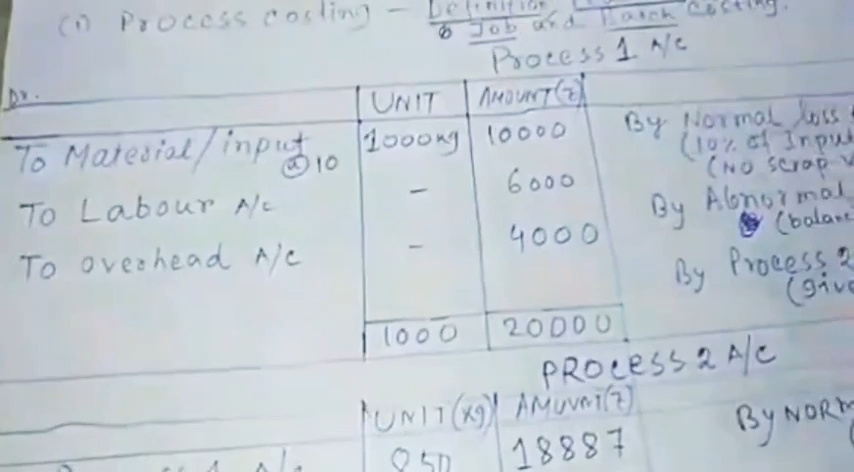 (1) Process costing - Definition
Job and Batch costing.
Process 1 A/c
Dr.
UNIT AMOUNT(₹)
To Material/input 1000kg 10000 By Normal loss
@ 10 (10% of Input
(NO scrap
To Labour A/c - 6000 By Abnormal
(balance
To overhead A/c - 4000 By Process 2
(give
1000 20000
PROCESS 2 A/c
UNIT(Kg) AMOUNT(₹) By NORM
850 18887